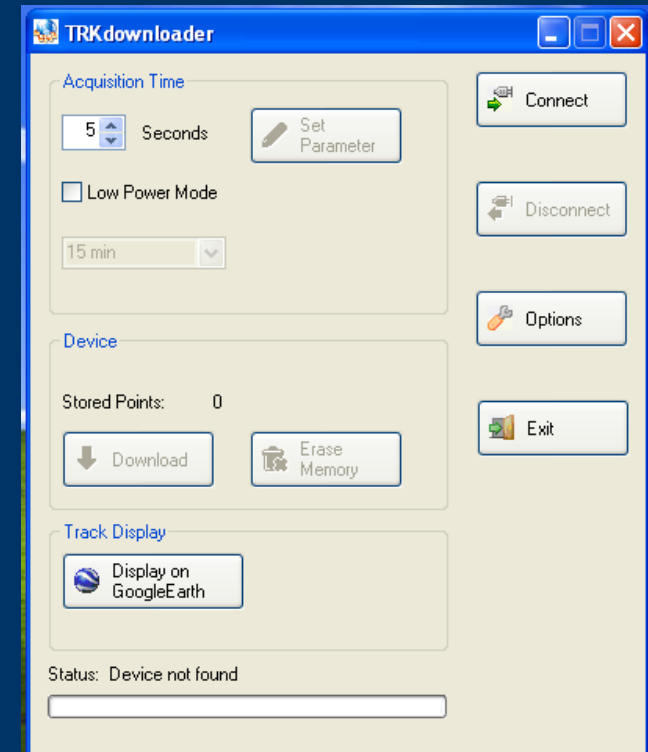 TRKdownloader
Acquisition Time
5 Seconds
Set
Parameter
Low Power Mode
15 min
Connect
Disconnect
Options
Exit
Device
Stored Points: 0
Download
Erase
Memory
Track Display
Display on
GoogleEarth
Status: Device not found